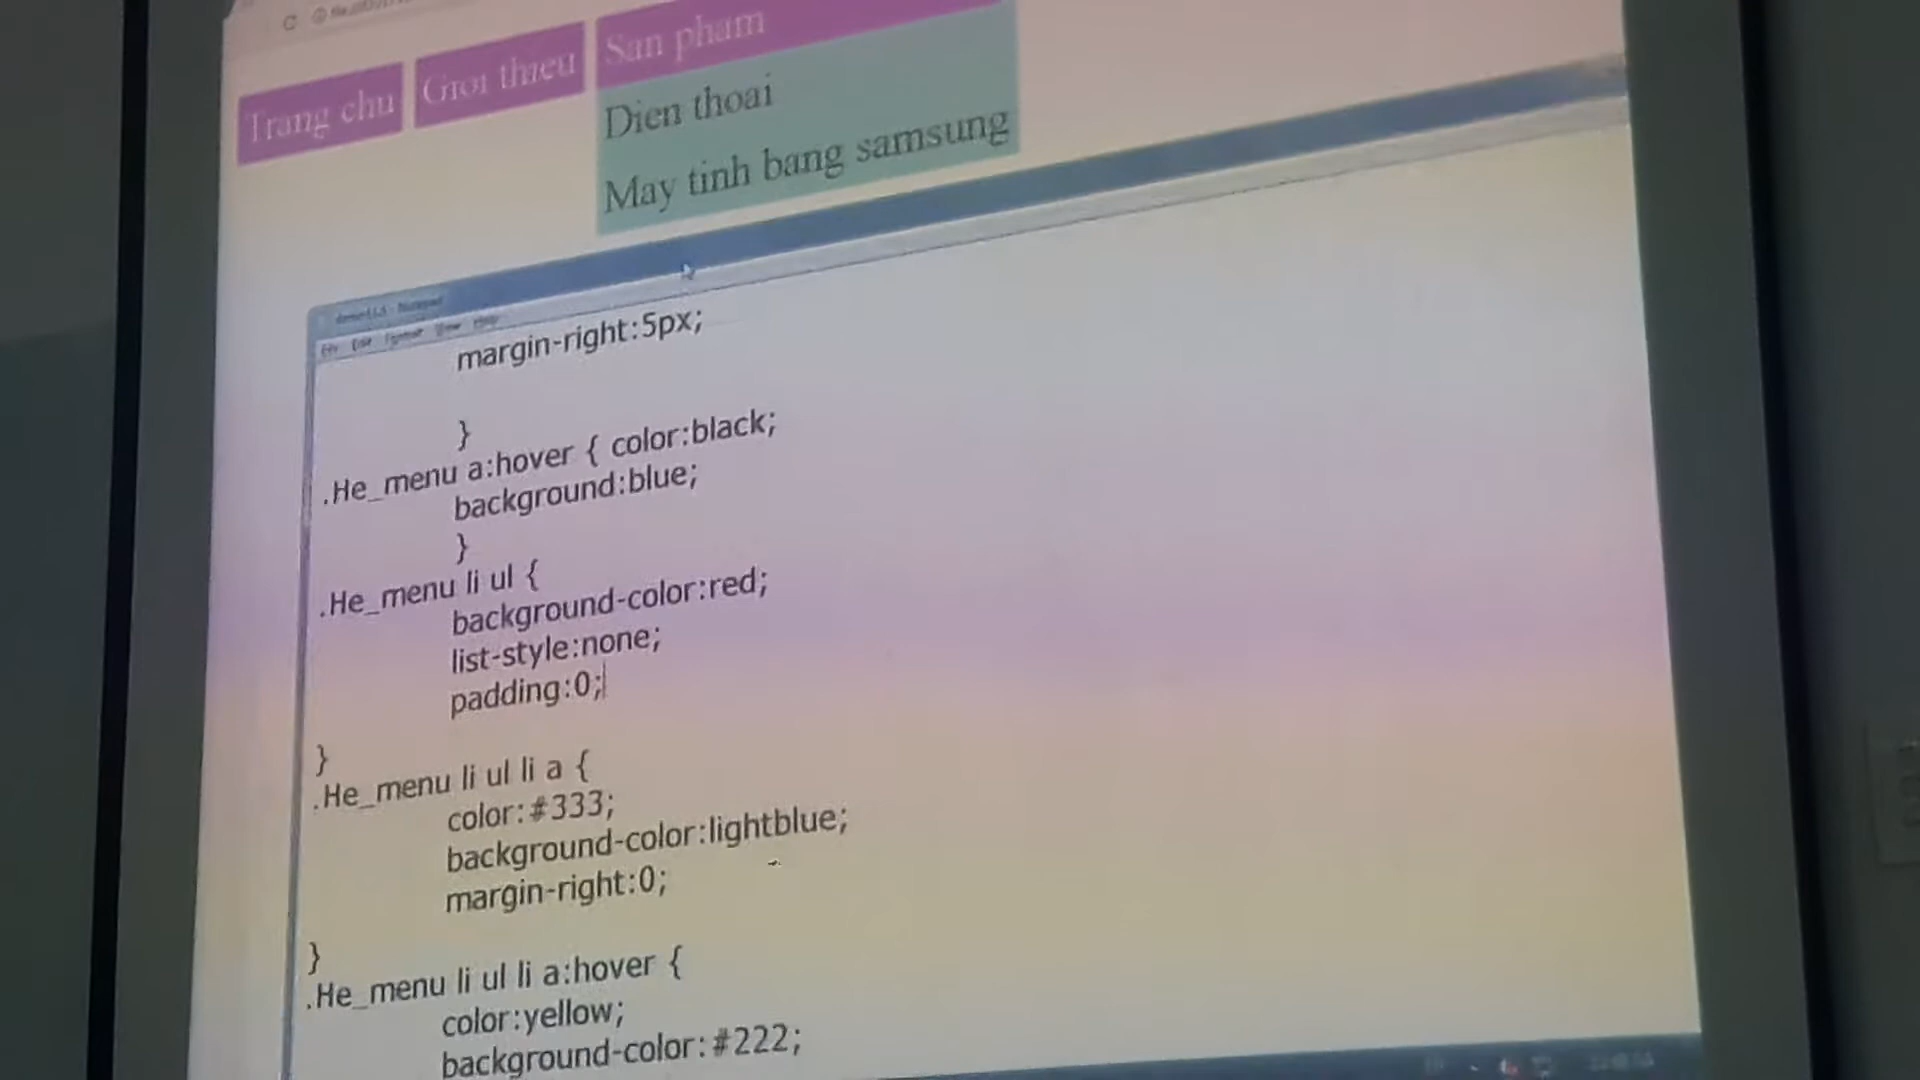 Trang chu
Gioi thieu
San pham
Dien thoai
May tinh bang samsung
margin-right:5px;
}
.He_menu a:hover { color:black;
background:blue;
}
.He_menu li ul {
background-color:red;
list-style:none;
padding:0;
}
.He_menu li ul li a {
color:#333;
background-color:lightblue;
margin-right:0;
}
.He_menu li ul li a:hover {
color:yellow;
background-color:#222;